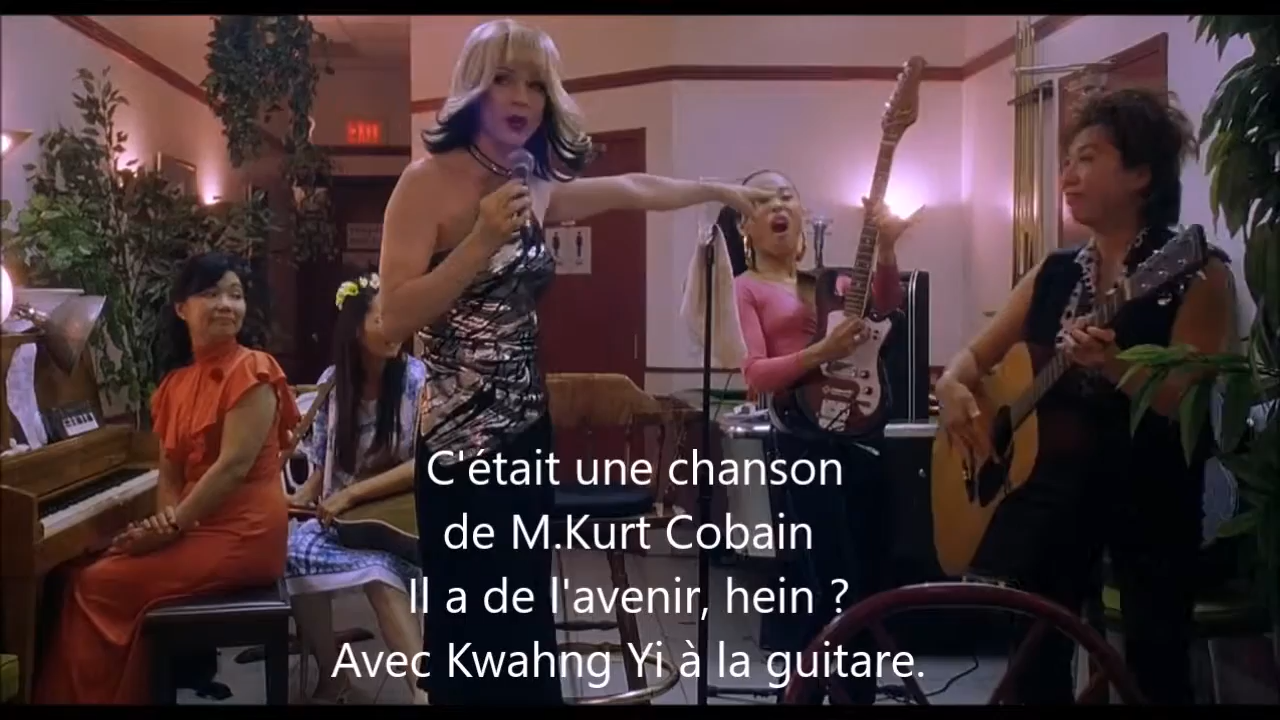 EXIT
C'était une chanson
de M.Kurt Cobain
Il a de l'avenir, hein ?
Avec Kwahng Yi à la guitare.